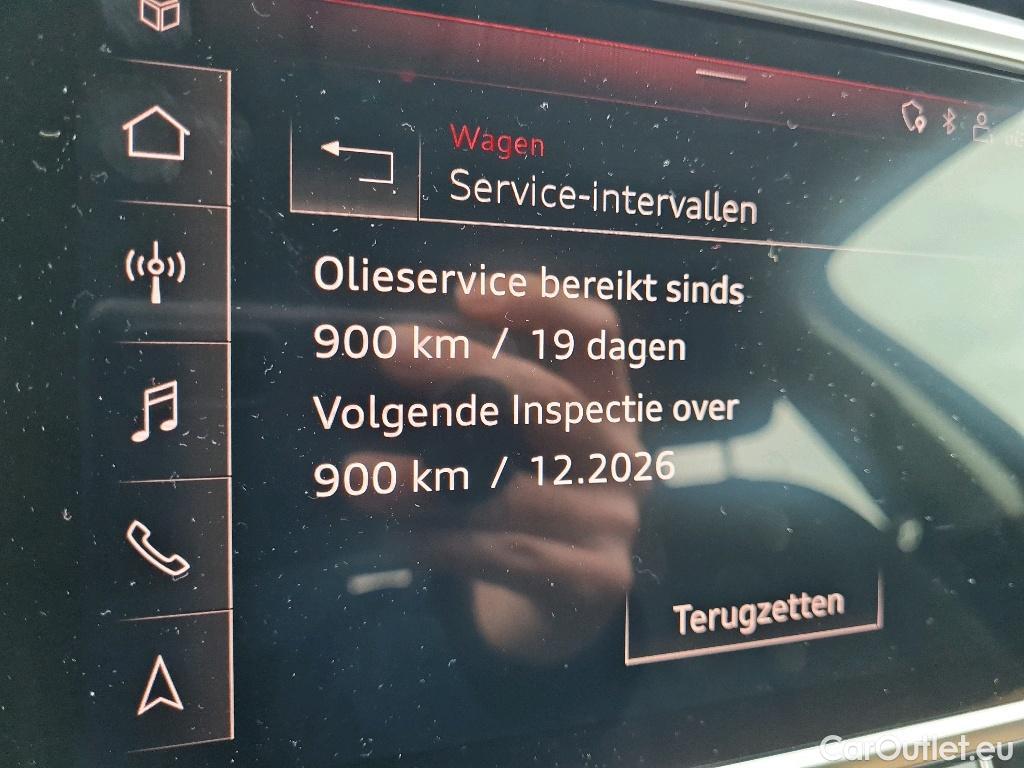 Wagen
Service-intervallen
Olieservice bereikt sinds
900 km / 19 dagen
Volgende Inspectie over
900 km / 12.2026
Terugzetten
CarOutlet.eu